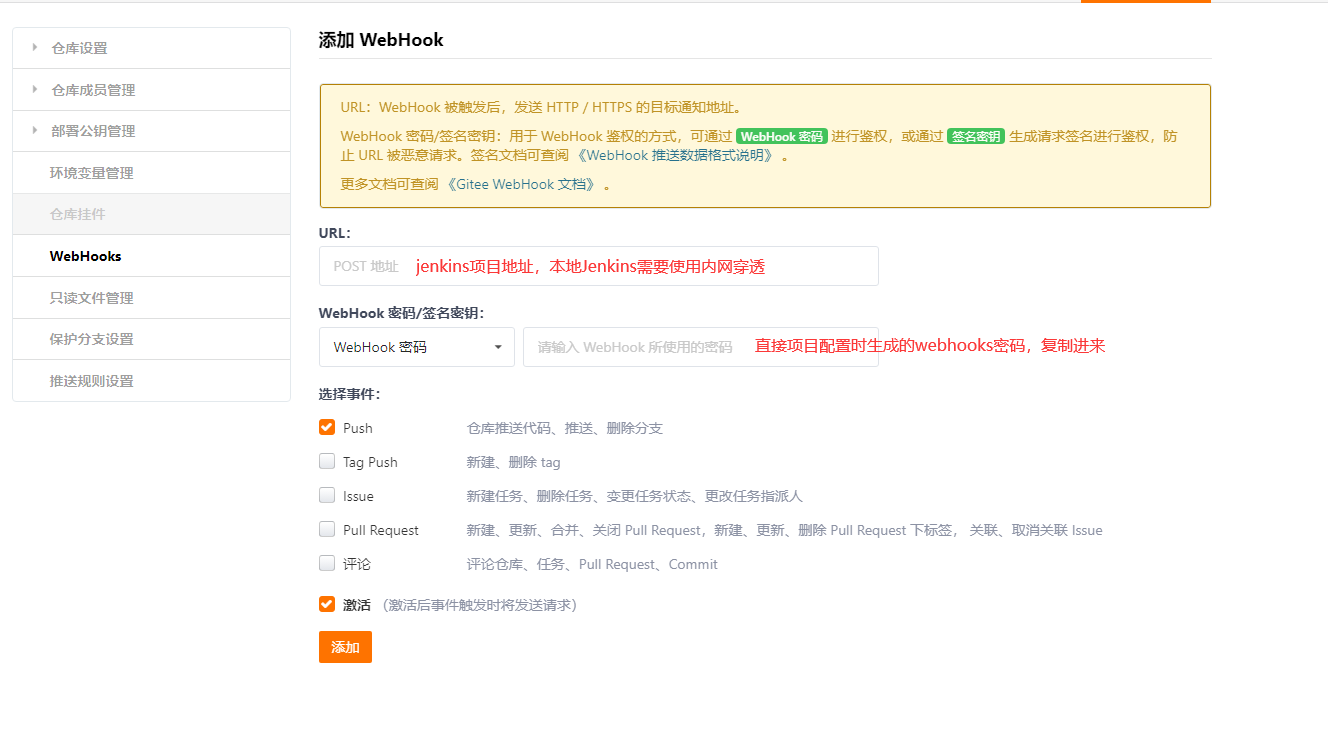 仓库设置
仓库成员管理
部署公钥管理
环境变量管理
仓库挂件
WebHooks
只读文件管理
保护分支设置
推送规则设置
添加 WebHook
URL：WebHook 被触发后，发送 HTTP / HTTPS 的目标通知地址。
WebHook 密码/签名密钥：用于 WebHook 鉴权的方式，可通过 WebHook 密码 进行鉴权，或通过 签名密钥 生成请求签名进行鉴权，防
止 URL 被恶意请求。签名文档可查阅 《WebHook 推送数据格式说明》 。
更多文档可查阅 《Gitee WebHook 文档》 。
URL：
POST 地址 jenkins项目地址，本地Jenkins需要使用内网穿透
WebHook 密码/签名密钥：
WebHook 密码 请输入 WebHook 所使用的密码 直接项目配置时生成的webhooks密码，复制进来
选择事件：
Push 仓库推送代码、推送、删除分支
Tag Push 新建、删除 tag
Issue 新建任务、删除任务、变更任务状态、更改任务指派人
Pull Request 新建、更新、合并、关闭 Pull Request，新建、更新、删除 Pull Request 下标签， 关联、取消关联 Issue
评论 评论仓库、任务、Pull Request、Commit
激活 （激活后事件触发时将发送请求）
添加